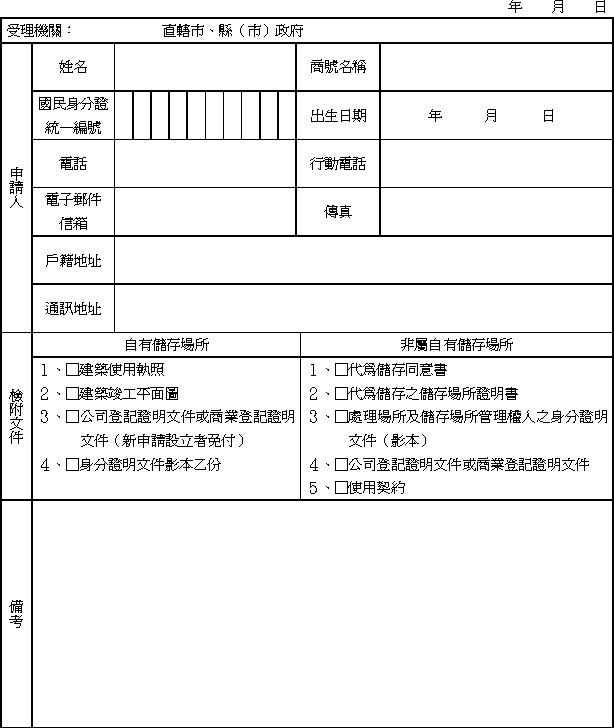 年 月 日
受理機關： 直轄市、縣（市）政府
申請人
姓名 商號名稱
國民身分證
統一編號
出生日期 年 月 日
電話 行動電話
電子郵件
信箱
傳真
戶籍地址
通訊地址
檢附文件
自有儲存場所
1、□建築使用執照
2、□建築竣工平面圖
3、□公司登記證明文件或商業登記證明
文件（新申請設立者免付）
4、□身分證明文件影本乙份
非屬自有儲存場所
1、□代為儲存同意書
2、□代為儲存之儲存場所證明書
3、□處理場所及儲存場所管理權人之身分證明
文件（影本）
4、□公司登記證明文件或商業登記證明文件
5、□使用契約
備考